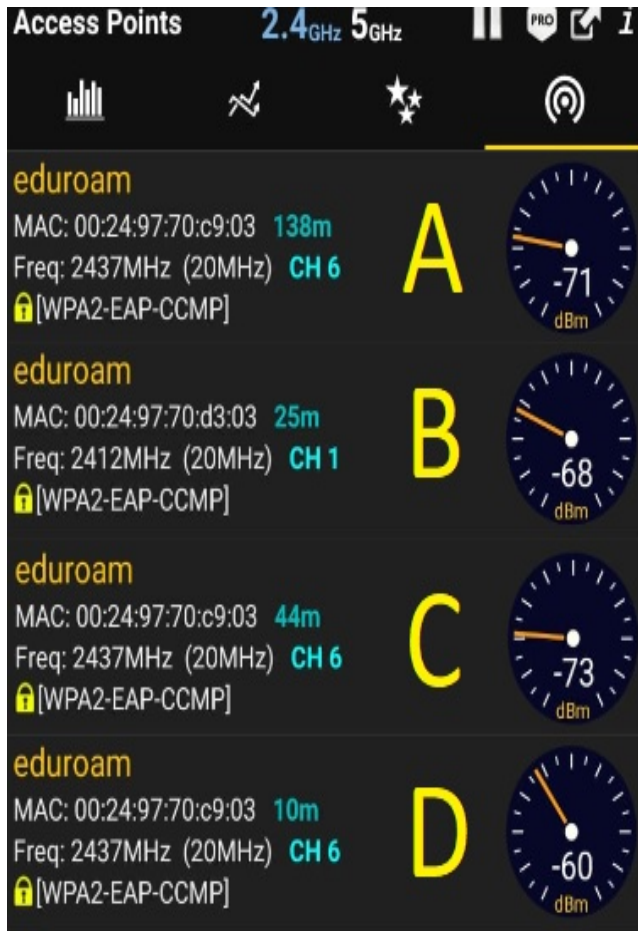 Access Points 2.4GHz 5GHz PRO i
eduroam
MAC: 00:24:97:70:c9:03 138m
Freq: 2437MHz (20MHz) CH 6
[WPA2-EAP-CCMP]
A
-71
dBm
eduroam
MAC: 00:24:97:70:d3:03 25m
Freq: 2412MHz (20MHz) CH 1
[WPA2-EAP-CCMP]
B
-68
dBm
eduroam
MAC: 00:24:97:70:c9:03 44m
Freq: 2437MHz (20MHz) CH 6
[WPA2-EAP-CCMP]
C
-73
dBm
eduroam
MAC: 00:24:97:70:c9:03 10m
Freq: 2437MHz (20MHz) CH 6
[WPA2-EAP-CCMP]
D
-60
dBm